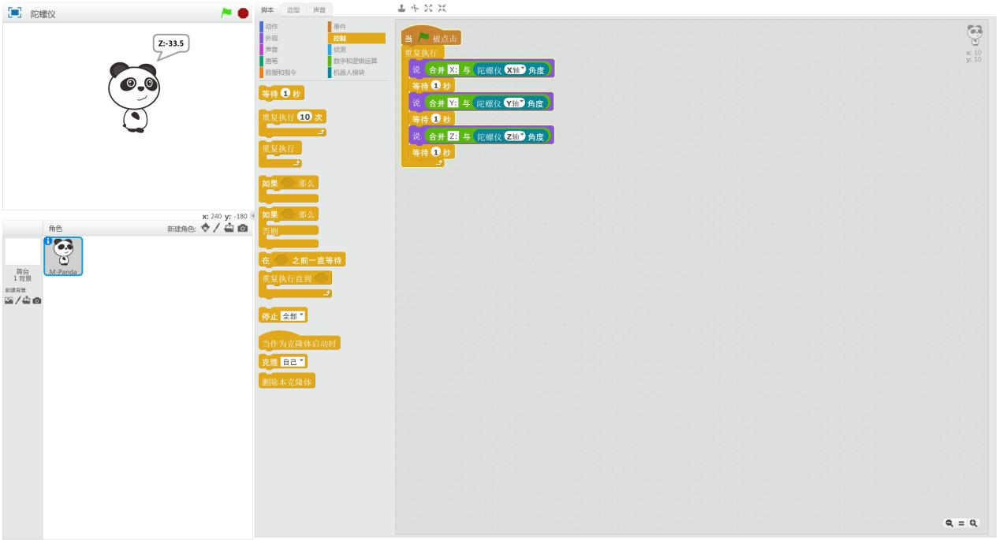 陀螺仪
Z:-33.5
x: 240 y: -180
角色
新建角色:
舞台
1 背景
新建背景
M-Panda
脚本 造型 声音
动作 事件
外观 控制
声音 侦测
画笔 数字和逻辑运算
数据和指令 机器人模块
等待 1 秒
重复执行 10 次
重复执行
如果 那么
如果 那么
否则
在 之前一直等待
重复执行直到
停止 全部
当作为克隆体启动时
克隆 自己
删除本克隆体
当 被点击
重复执行
说 合并 X: 与 陀螺仪 X轴 角度
等待 1 秒
说 合并 Y: 与 陀螺仪 Y轴 角度
等待 1 秒
说 合并 Z: 与 陀螺仪 Z轴 角度
等待 1 秒
x: 10
y: 10